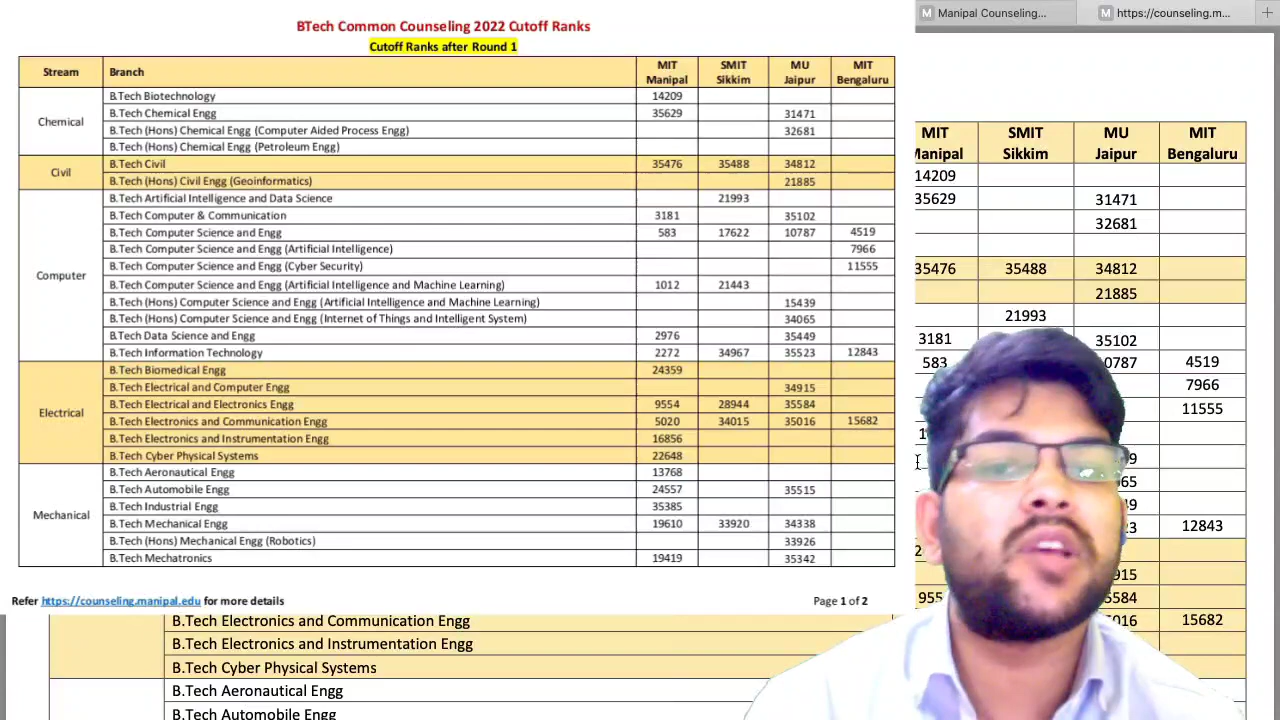 BTech Common Counseling 2022 Cutoff Ranks
Cutoff Ranks after Round 1
Stream Branch MIT Manipal SMIT Sikkim MU Jaipur MIT Bengaluru
Chemical
B.Tech Biotechnology 14209
B.Tech Chemical Engg 35629 31471
B.Tech (Hons) Chemical Engg (Computer Aided Process Engg) 32681
B.Tech (Hons) Chemical Engg (Petroleum Engg)
Civil
B.Tech Civil 35476 35488 34812
B.Tech (Hons) Civil Engg (Geoinformatics) 21885
Computer
B.Tech Artificial Intelligence and Data Science 21993
B.Tech Computer & Communication 3181 35102
B.Tech Computer Science and Engg 583 17622 10787 4519
B.Tech Computer Science and Engg (Artificial Intelligence) 7966
B.Tech Computer Science and Engg (Cyber Security) 11555
B.Tech Computer Science and Engg (Artificial Intelligence and Machine Learning) 1012 21443
B.Tech (Hons) Computer Science and Engg (Artificial Intelligence and Machine Learning) 15439
B.Tech (Hons) Computer Science and Engg (Internet of Things and Intelligent System) 34065
B.Tech Data Science and Engg 2976 35449
B.Tech Information Technology 2272 34967 35523 12843
Electrical
B.Tech Biomedical Engg 24359
B.Tech Electrical and Computer Engg 34915
B.Tech Electrical and Electronics Engg 9554 28944 35584
B.Tech Electronics and Communication Engg 5020 34015 35016 15682
B.Tech Electronics and Instrumentation Engg 16856
B.Tech Cyber Physical Systems 22648
Mechanical
B.Tech Aeronautical Engg 13768
B.Tech Automobile Engg 24557 35515
B.Tech Industrial Engg 35385
B.Tech Mechanical Engg 19610 33920 34338
B.Tech (Hons) Mechanical Engg (Robotics) 33926
B.Tech Mechatronics 19419 35342
Refer https://counseling.manipal.edu for more details Page 1 of 2
Manipal Counseling... https://counseling.m...
MIT SMIT MU MIT
Manipal Sikkim Jaipur Bengaluru
14209
35629 31471
32681
35476 35488 34812
21885
21993
3181 35102
583 0787 4519
7966
11555
12843
915
955 5584
016 15682
B.Tech Electronics and Communication Engg
B.Tech Electronics and Instrumentation Engg
B.Tech Cyber Physical Systems
B.Tech Aeronautical Engg
B.Tech Automobile Engg